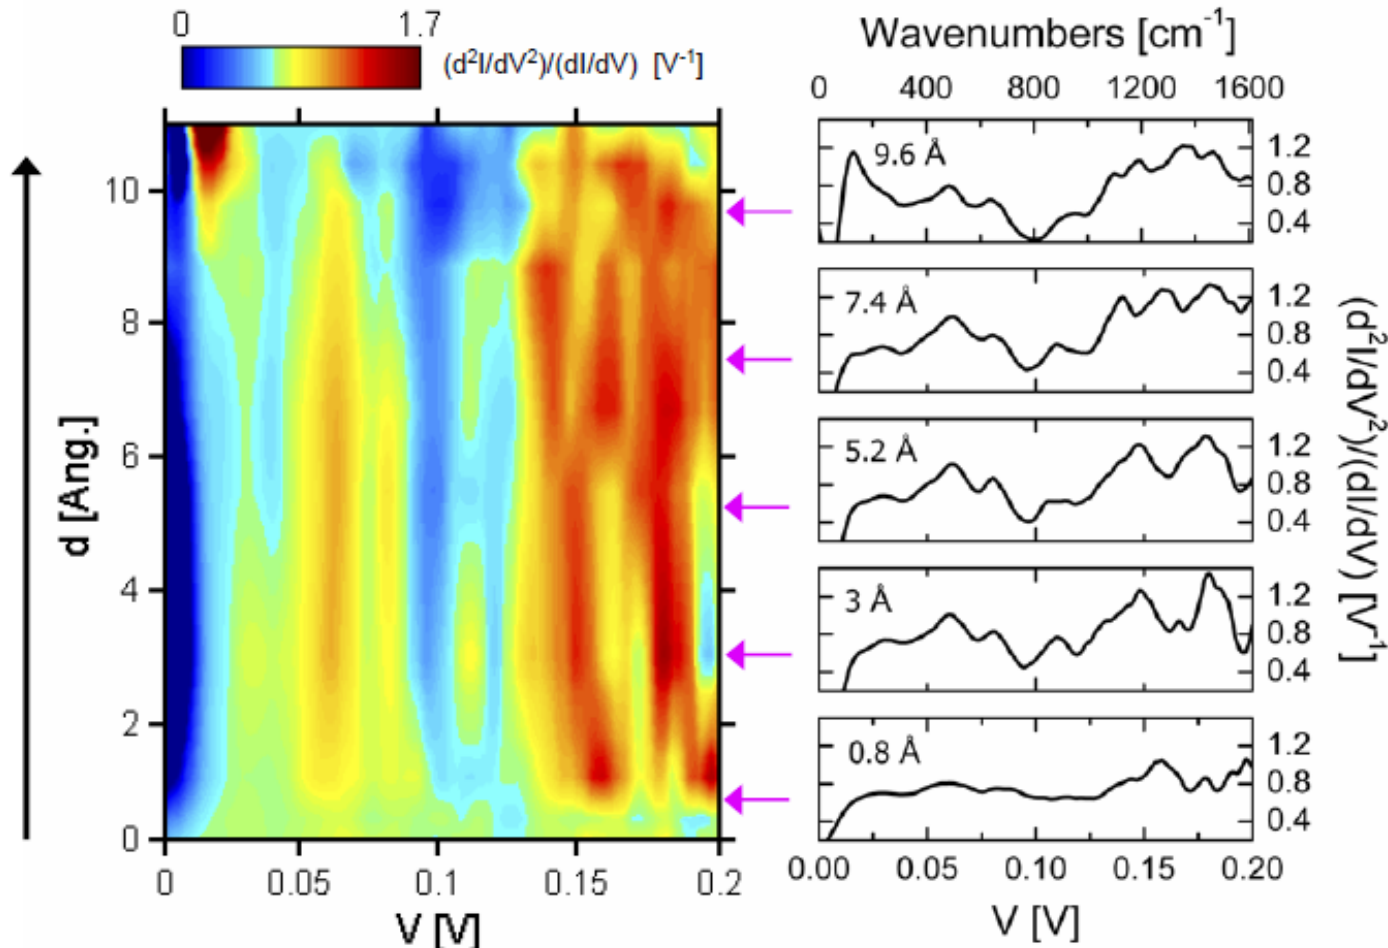 0 1.7
(d²I/dV²)/(dI/dV) [V⁻¹]
10
8
6
4
2
0
d [Ang.]
0 0.05 0.1 0.15 0.2
V [V]
Wavenumbers [cm⁻¹]
0 400 800 1200 1600
9.6 Å
1.2
0.8
0.4
7.4 Å
1.2
0.8
0.4
5.2 Å
1.2
0.8
0.4
3 Å
1.2
0.8
0.4
0.8 Å
1.2
0.8
0.4
(d²I/dV²)/(dI/dV) [V⁻¹]
0.00 0.05 0.10 0.15 0.20
V [V]